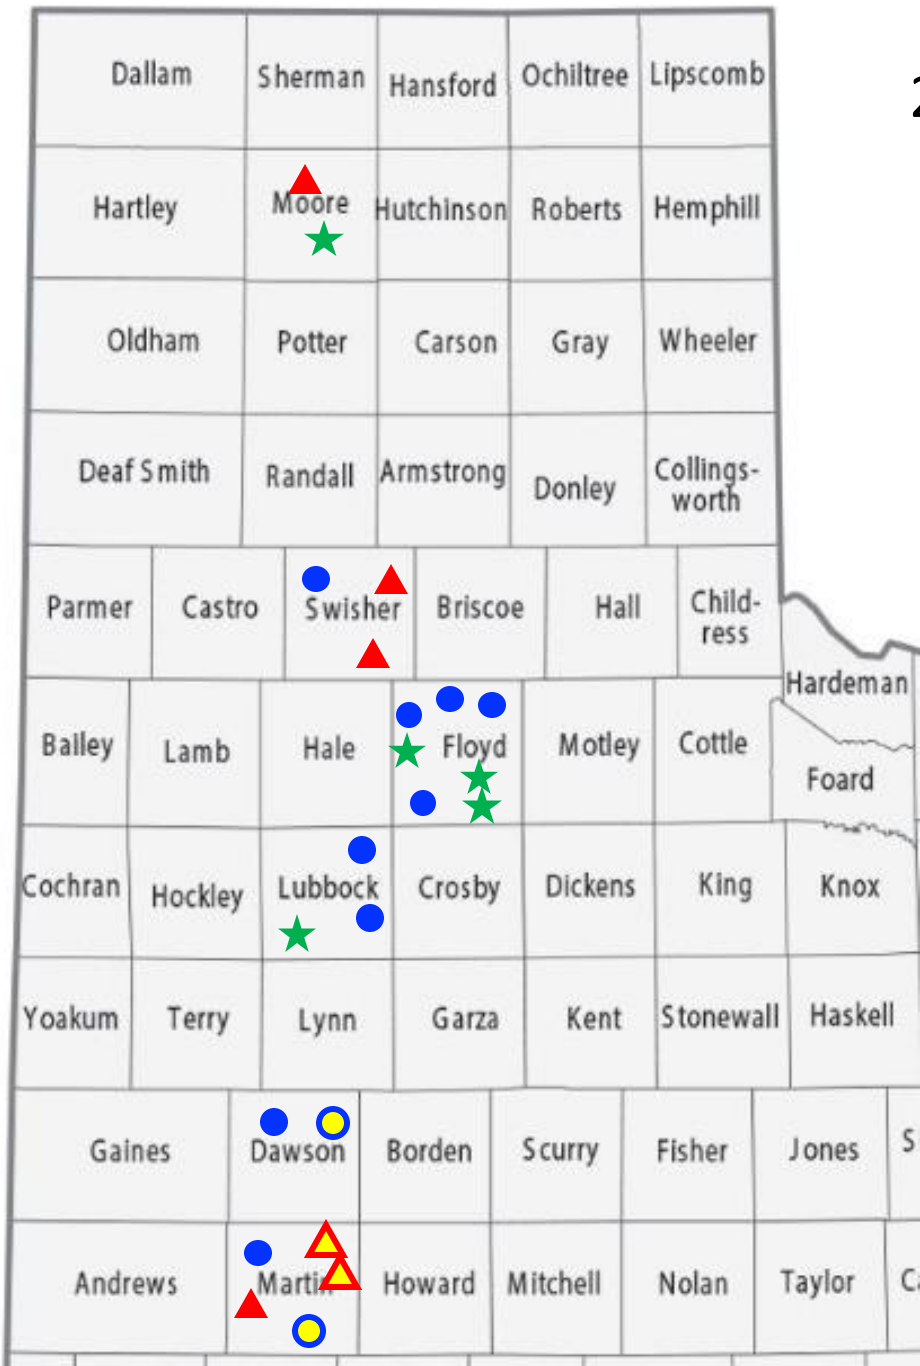 Dallam Sherman Hansford Ochiltree Lipscomb
2
Hartley Moore Hutchinson Roberts Hemphill
Oldham Potter Carson Gray Wheeler
Deaf Smith Randall Armstrong Donley Collings-
worth
Parmer Castro Swisher Briscoe Hall Child-
ress
Hardeman
Bailey Lamb Hale Floyd Motley Cottle
Foard
Cochran Hockley Lubbock Crosby Dickens King Knox
Yoakum Terry Lynn Garza Kent Stonewall Haskell
Gaines Dawson Borden Scurry Fisher Jones S
Andrews Martin Howard Mitchell Nolan Taylor Ca